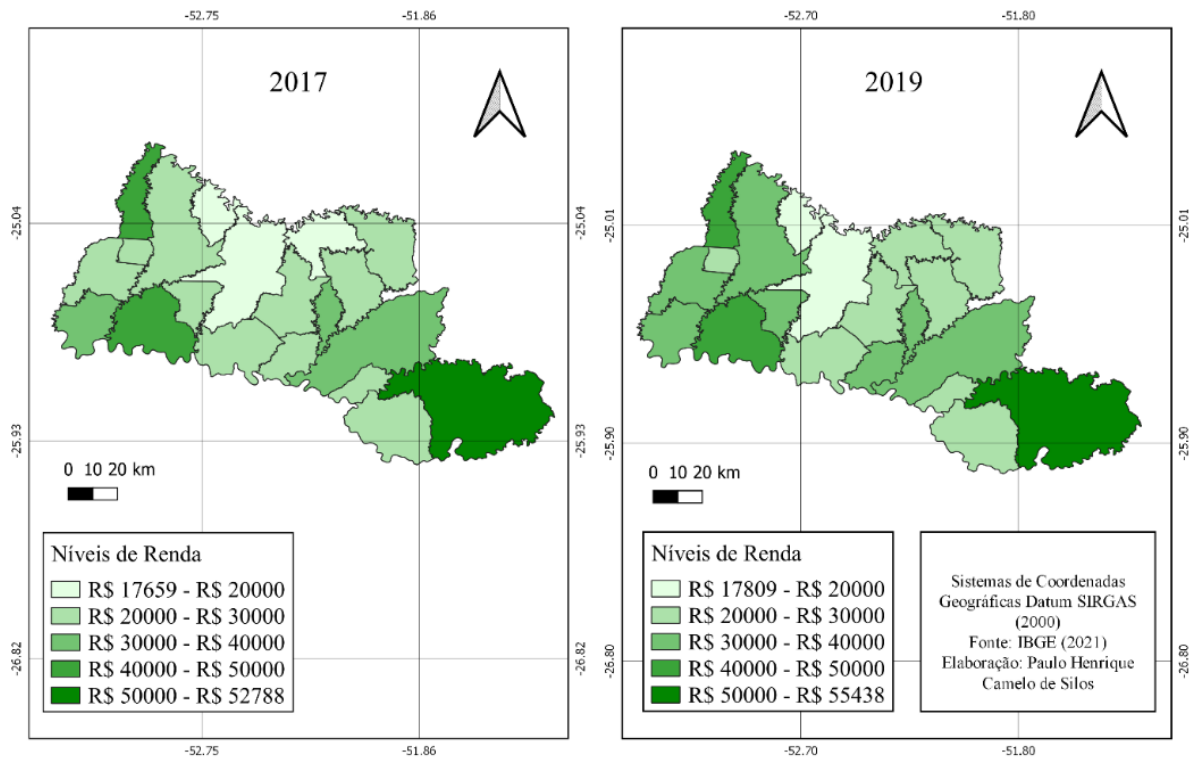 -52.75 -51.86
2017
-25.04 -25.04
-25.93 -25.93
0 10 20 km
Níveis de Renda
R$ 17659 - R$ 20000
R$ 20000 - R$ 30000
R$ 30000 - R$ 40000
R$ 40000 - R$ 50000
R$ 50000 - R$ 52788
-26.82 -26.82
-52.75 -51.86
-52.70 -51.80
2019
-25.01 -25.01
-25.90 -25.90
0 10 20 km
Níveis de Renda
R$ 17809 - R$ 20000
R$ 20000 - R$ 30000
R$ 30000 - R$ 40000
R$ 40000 - R$ 50000
R$ 50000 - R$ 55438
Sistemas de Coordenadas
Geográficas Datum SIRGAS
(2000)
Fonte: IBGE (2021)
Elaboração: Paulo Henrique
Camelo de Silos
-26.80 -26.80
-52.70 -51.80